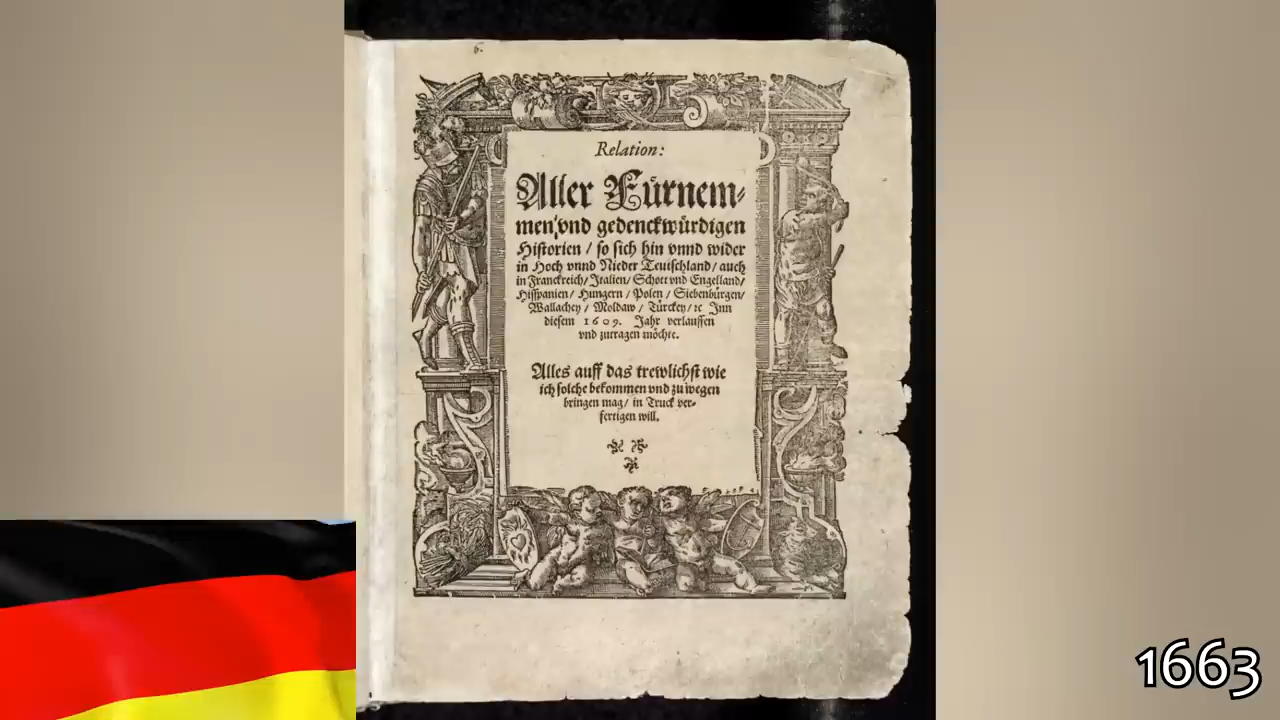 6.
Relation:
Aller Fürnem⸗
men/ vnd gedenckwürdigen
Historien / so sich hin vnnd wider
in Hoch vnnd Nieder Teutschland/ auch
in Franckreich/ Italien/ Schott vnd Engelland/
Hisspanien/ Hungern / Polen / Siebenbürgen/
Wallachey / Moldaw / Türckey/ ꝛc Inn
diesem 1609. Jahr verlauffen
vnd zutragen möchte.
Alles auff das trewlichst wie
ich solche bekommen vnd zu wegen
bringen mag/ in Truck ver⸗
fertigen will.
1663